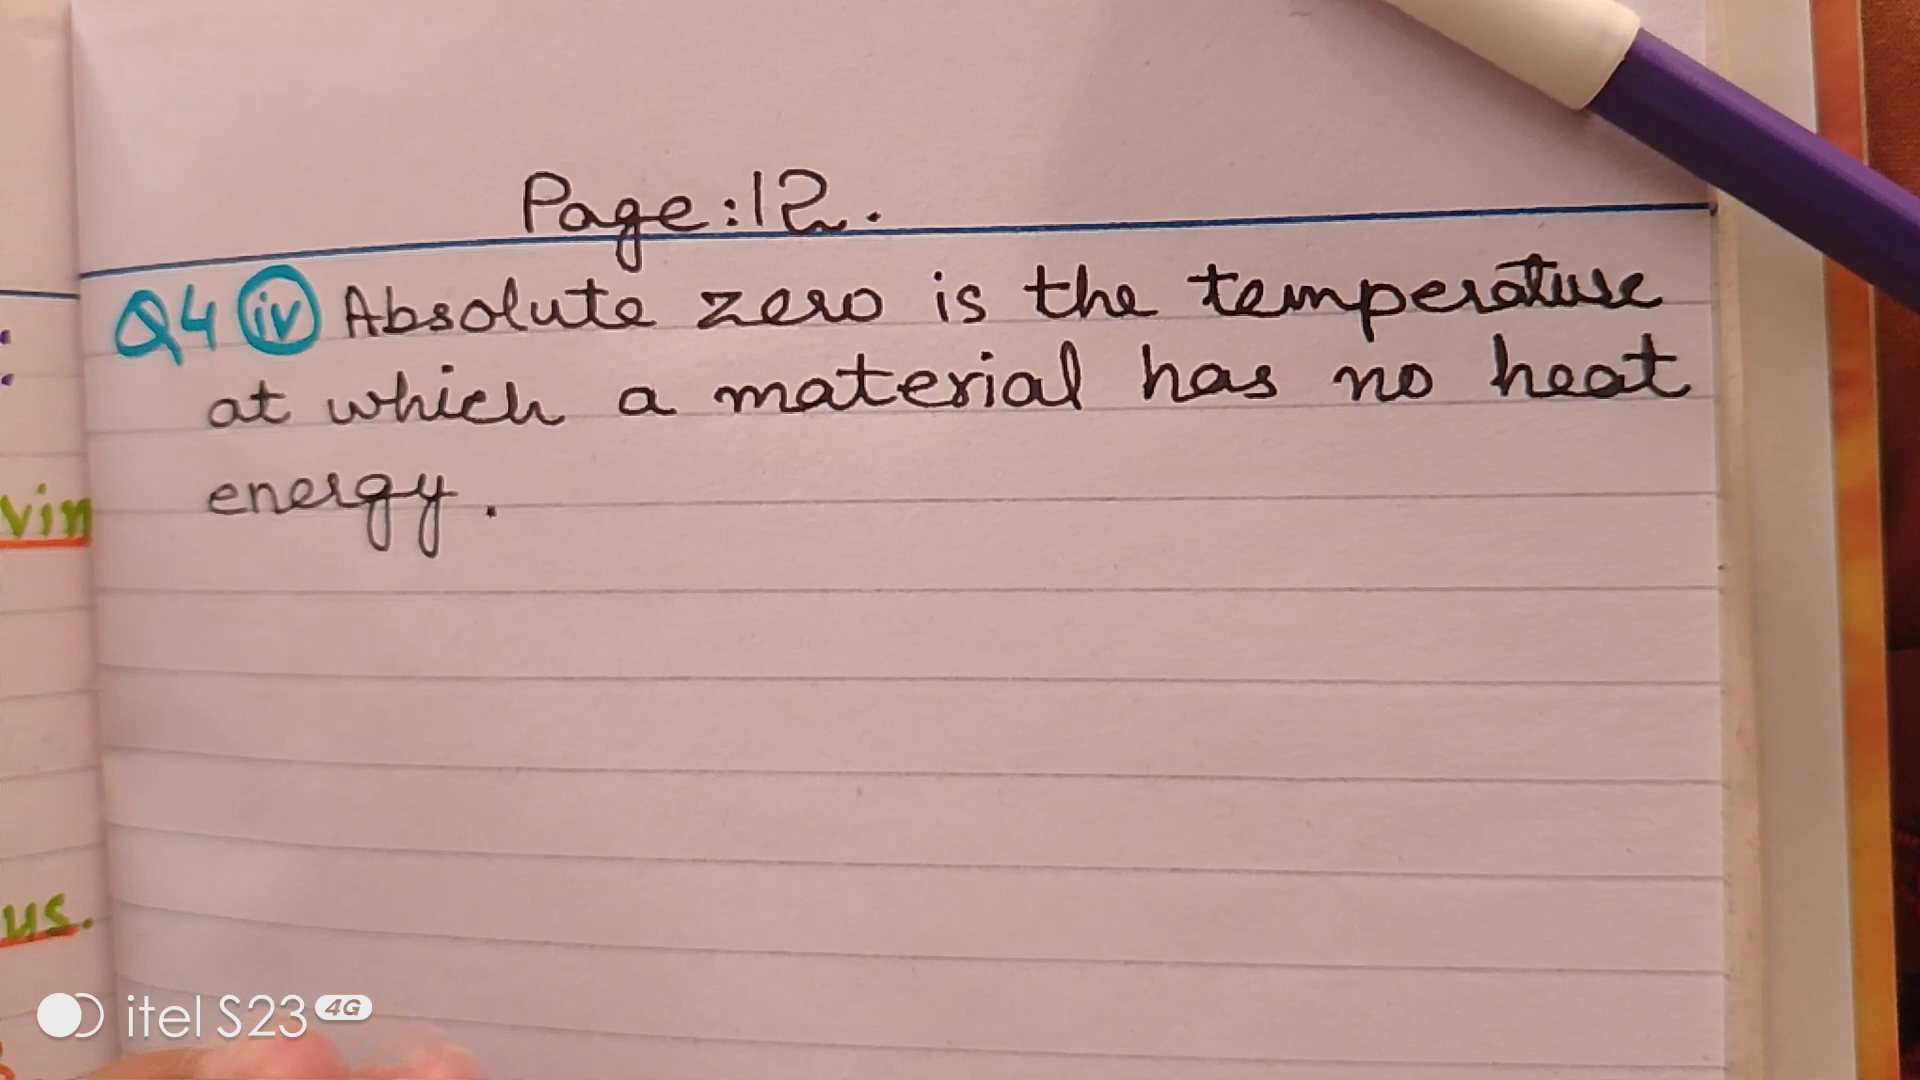 Page:12.
Q4 (iv) Absolute zero is the temperature
at which a material has no heat
energy.
vin
us.
itel S23 4G